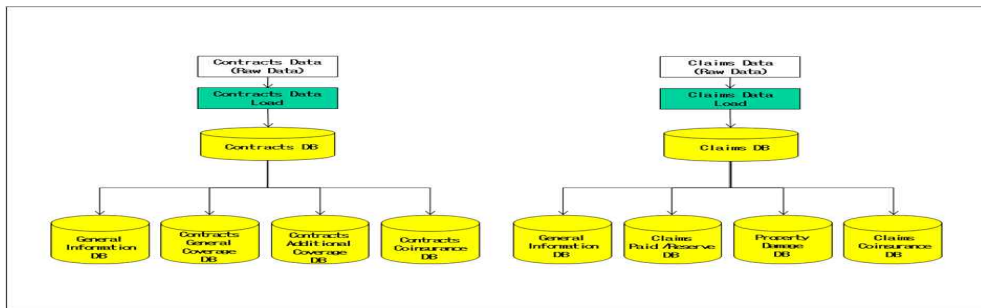 Contracts Data
(Raw Data)
Contracts Data
Load
Contracts DB
General
Information
DB
Contracts
General
Coverage
DB
Contracts
Additional
Coverage
DB
Contracts
Coinsurance
DB
Claims Data
(Raw Data)
Claims Data
Load
Claims DB
General
Information
DB
Claims
Paid/Reserve
DB
Property
Damage
DB
Claims
Coinsurance
DB